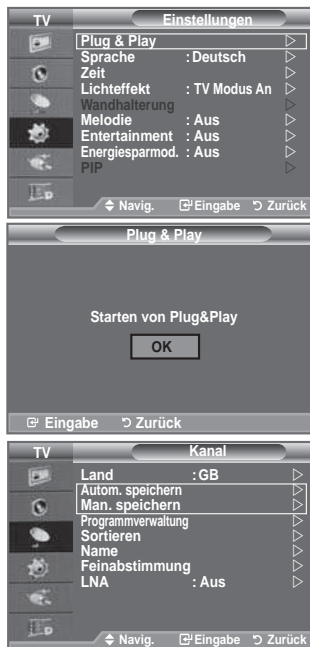 TV Einstellungen
Plug & Play
Sprache : Deutsch
Zeit
Lichteffekt : TV Modus An
Wandhalterung
Melodie : Aus
Entertainment : Aus
Energiesparmod. : Aus
PIP
Navig. Eingabe Zurück
Plug & Play
Starten von Plug&Play
OK
Eingabe Zurück
TV Kanal
Land : GB
Autom. speichern
Man. speichern
Programmverwaltung
Sortieren
Name
Feinabstimmung
LNA : Aus
Navig. Eingabe Zurück